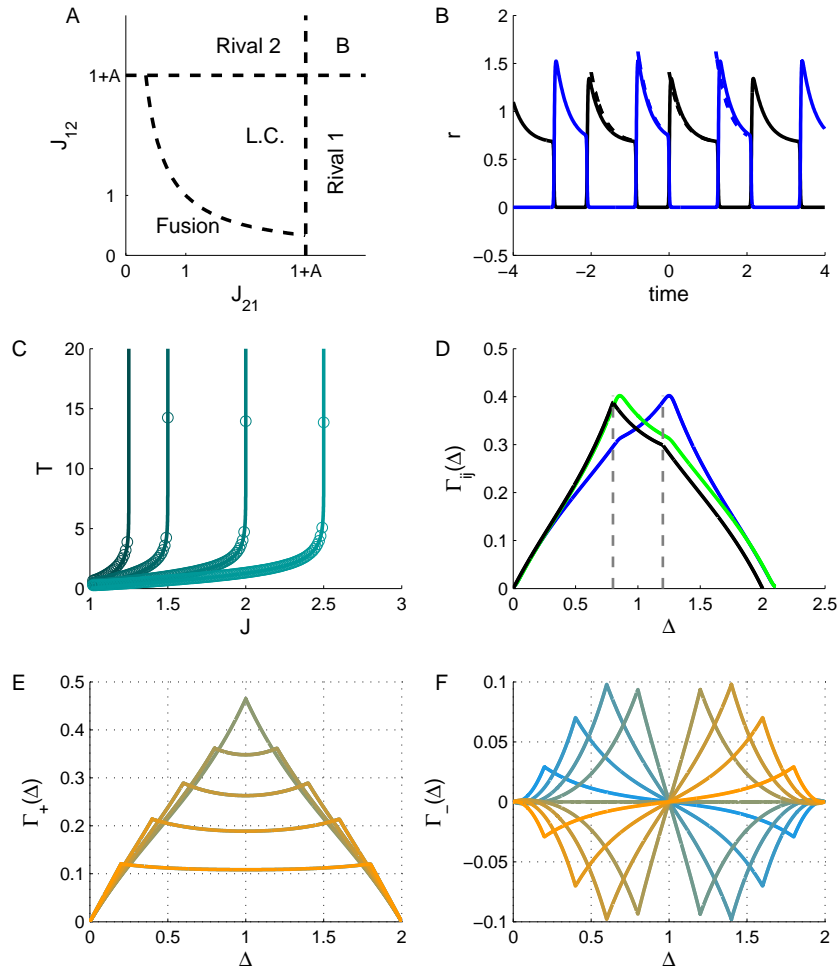 A
Rival 2
B
1+A
J12
L.C.
Rival 1
1
Fusion
0
0
1
1+A
J21
B
2
1.5
1
r
0.5
0
−0.5
−4
−2
0
2
4
time
C
20
15
T
10
5
0
1
1.5
2
2.5
3
J
D
0.5
0.4
0.3
Γij(Δ)
0.2
0.1
0
0
0.5
1
1.5
2
2.5
Δ
E
0.5
0.4
0.3
Γ+(Δ)
0.2
0.1
0
0
0.5
1
1.5
2
Δ
F
0.1
0.05
Γ−(Δ)
0
−0.05
−0.1
0
0.5
1
1.5
2
Δ